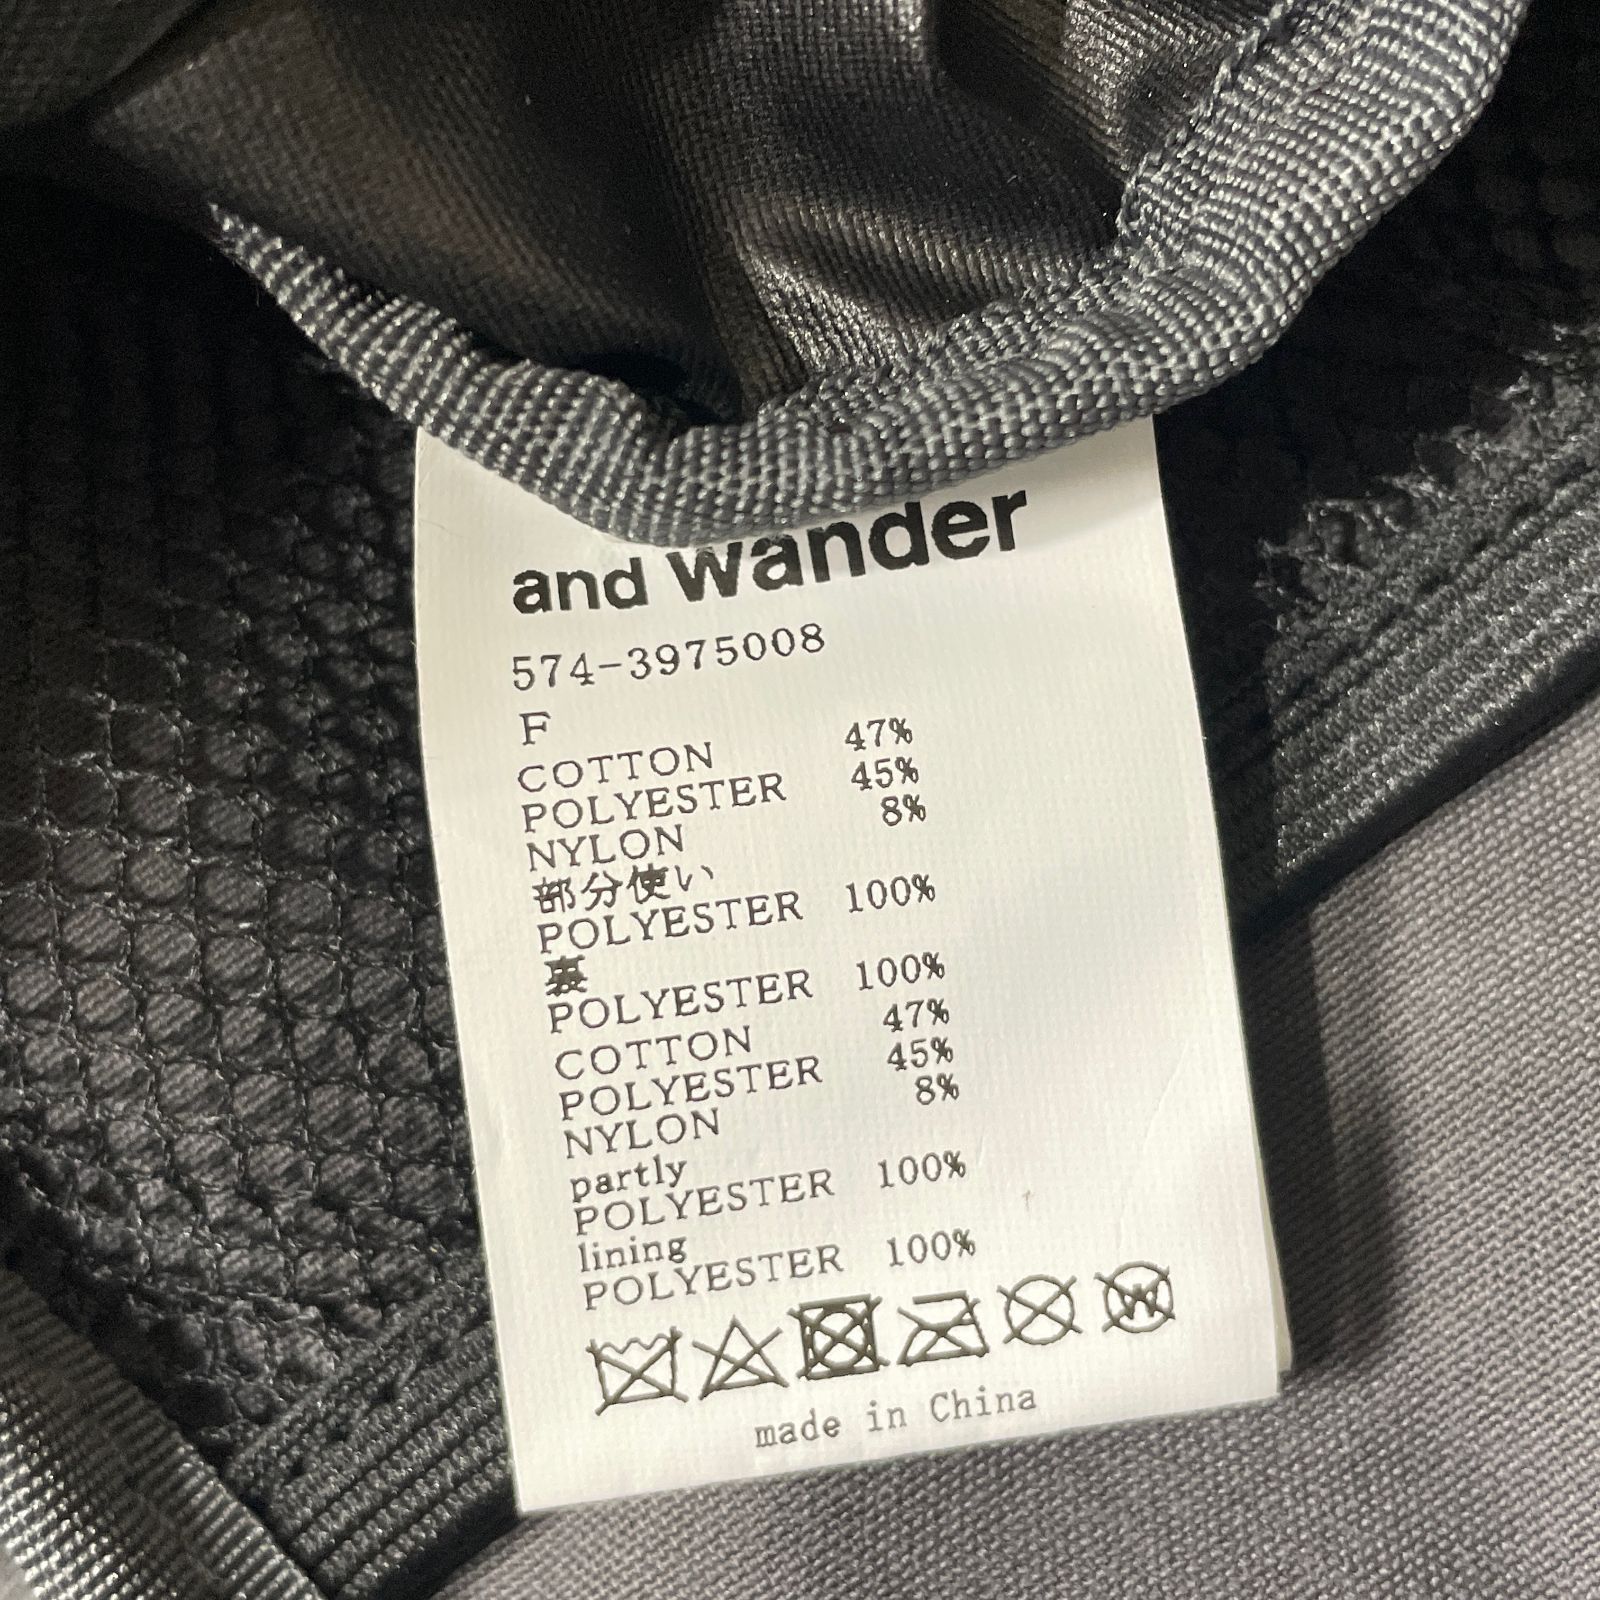 and wander
574-3975008
F
COTTON 47%
POLYESTER 45%
NYLON 8%
部分使い
POLYESTER 100%
裏
POLYESTER 100%
COTTON 47%
POLYESTER 45%
NYLON 8%
partly
POLYESTER 100%
lining
POLYESTER 100%
W
made in China